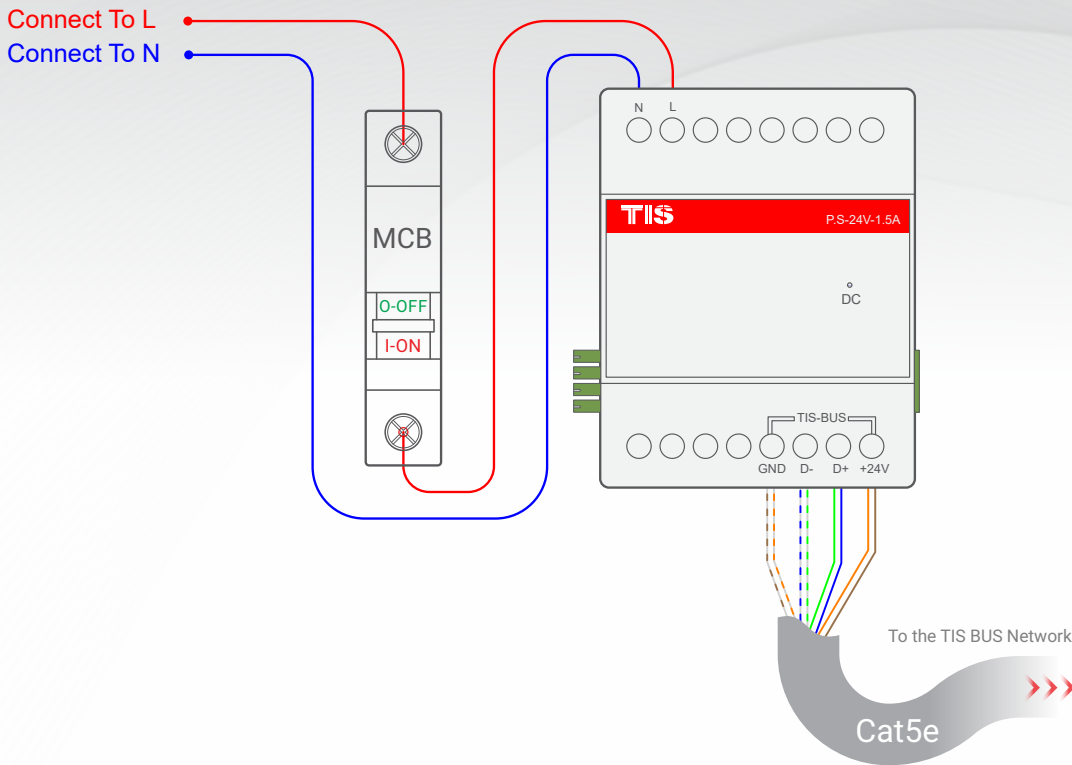 Connect To L
Connect To N
N L
TIS
P.S-24V-1.5A
MCB
DC
O-OFF
I-ON
TIS-BUS
GND D- D+ +24V
To the TIS BUS Network
Cat5e